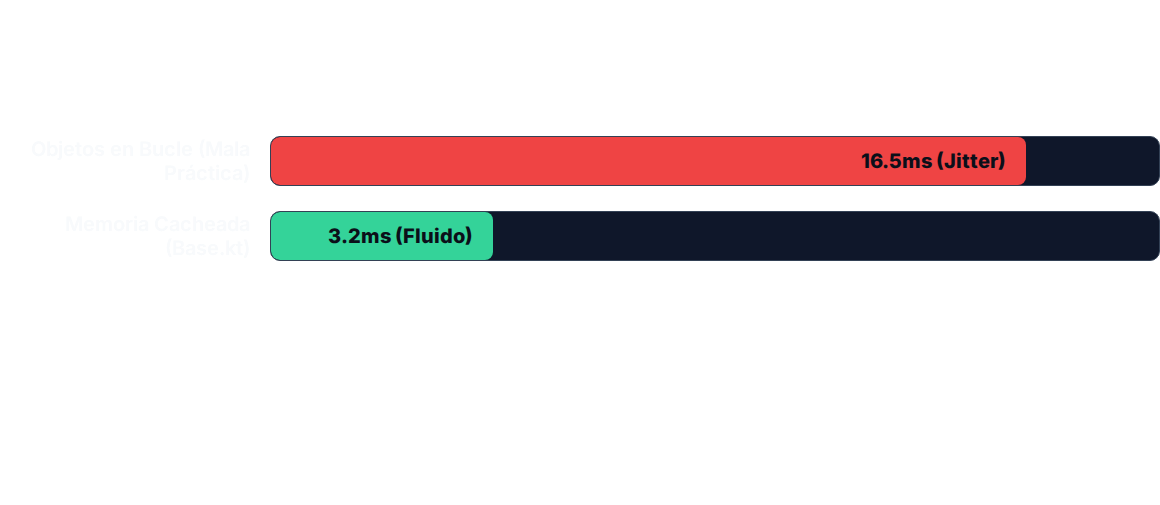 Objetos en Bucle (Mala
Práctica)
16.5ms (Jitter)
Memoria Cacheada
(Base.kt)
3.2ms (Fluido)